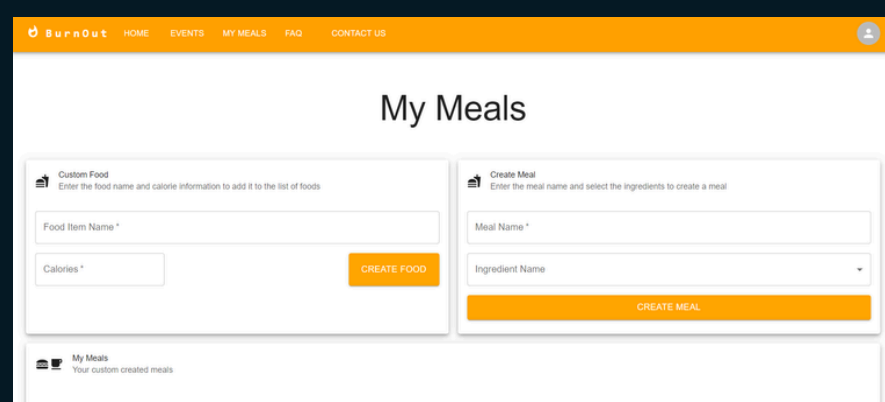 BurnOut HOME EVENTS MY MEALS FAQ CONTACT US
My Meals
Custom Food
Enter the food name and calorie information to add it to the list of foods
Food Item Name *
Calories *
CREATE FOOD
Create Meal
Enter the meal name and select the ingredients to create a meal
Meal Name *
Ingredient Name
CREATE MEAL
My Meals
Your custom created meals